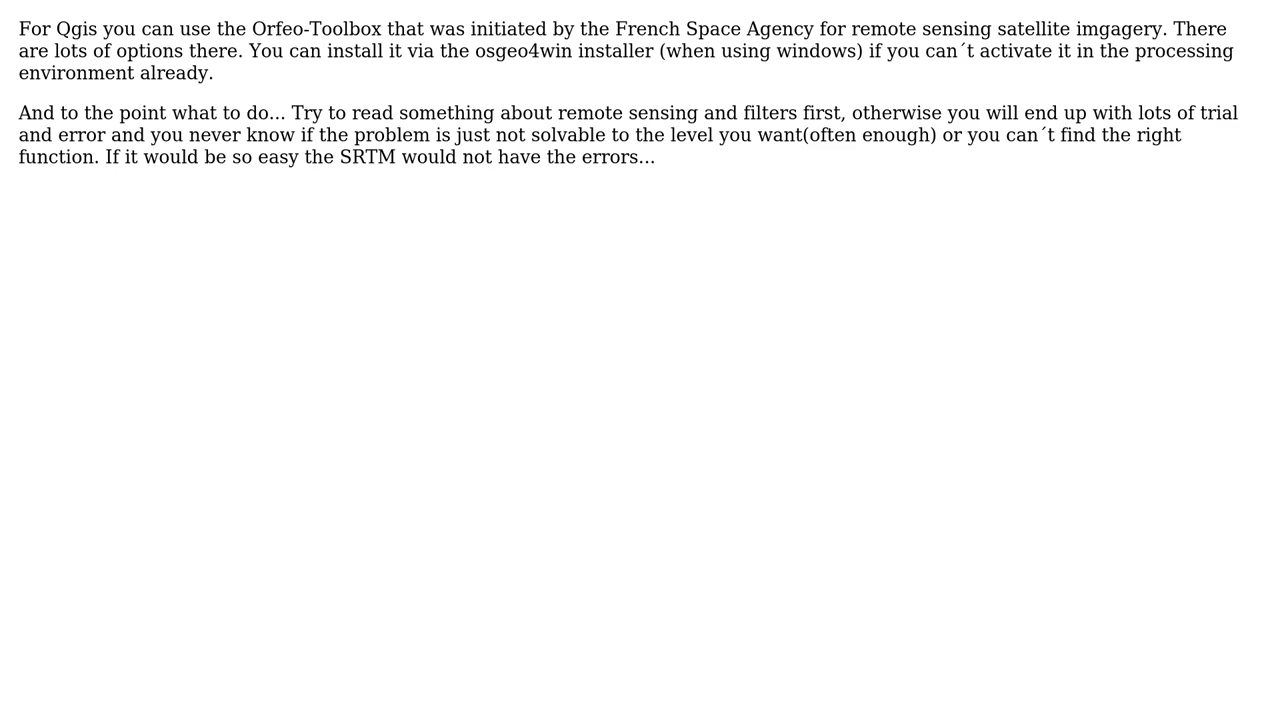 For Qgis you can use the Orfeo-Toolbox that was initiated by the French Space Agency for remote sensing satellite imgagery. There
are lots of options there. You can install it via the osgeo4win installer (when using windows) if you can´t activate it in the processing
environment already.
And to the point what to do... Try to read something about remote sensing and filters first, otherwise you will end up with lots of trial
and error and you never know if the problem is just not solvable to the level you want(often enough) or you can´t find the right
function. If it would be so easy the SRTM would not have the errors...